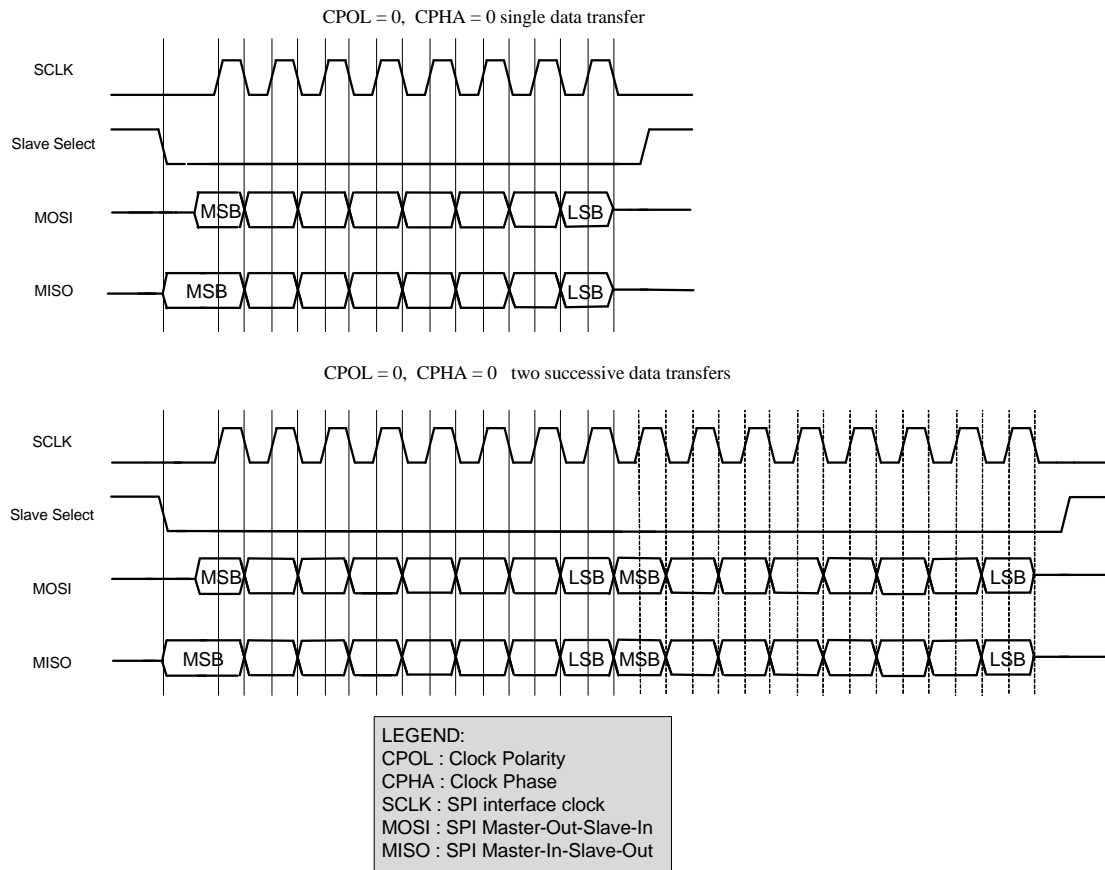 CPOL = 0, CPHA = 0 single data transfer
SCLK
Slave Select
MOSI
MSB
LSB
MISO
MSB
LSB
CPOL = 0, CPHA = 0 two successive data transfers
SCLK
Slave Select
MOSI
MSB
LSB
MSB
LSB
MISO
MSB
LSB
MSB
LSB
LEGEND:
CPOL : Clock Polarity
CPHA : Clock Phase
SCLK : SPI interface clock
MOSI : SPI Master-Out-Slave-In
MISO : SPI Master-In-Slave-Out